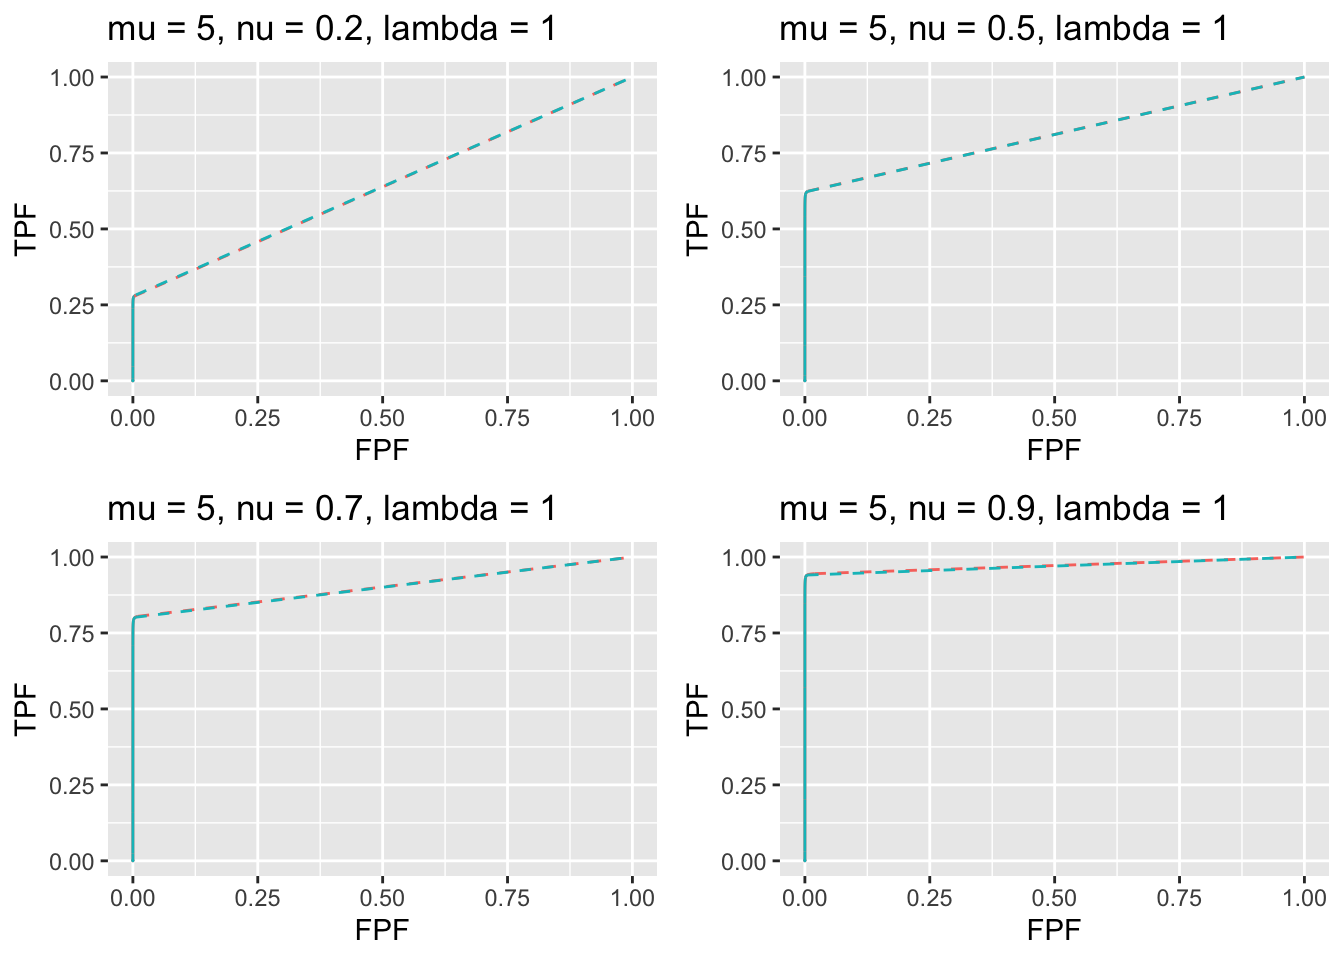 mu = 5, nu = 0.2, lambda = 1
1.00
0.75
0.50
0.25
0.00
TPF
0.00 0.25 0.50 0.75 1.00
FPF
mu = 5, nu = 0.5, lambda = 1
1.00
0.75
0.50
0.25
0.00
TPF
0.00 0.25 0.50 0.75 1.00
FPF
mu = 5, nu = 0.7, lambda = 1
1.00
0.75
0.50
0.25
0.00
TPF
0.00 0.25 0.50 0.75 1.00
FPF
mu = 5, nu = 0.9, lambda = 1
1.00
0.75
0.50
0.25
0.00
TPF
0.00 0.25 0.50 0.75 1.00
FPF